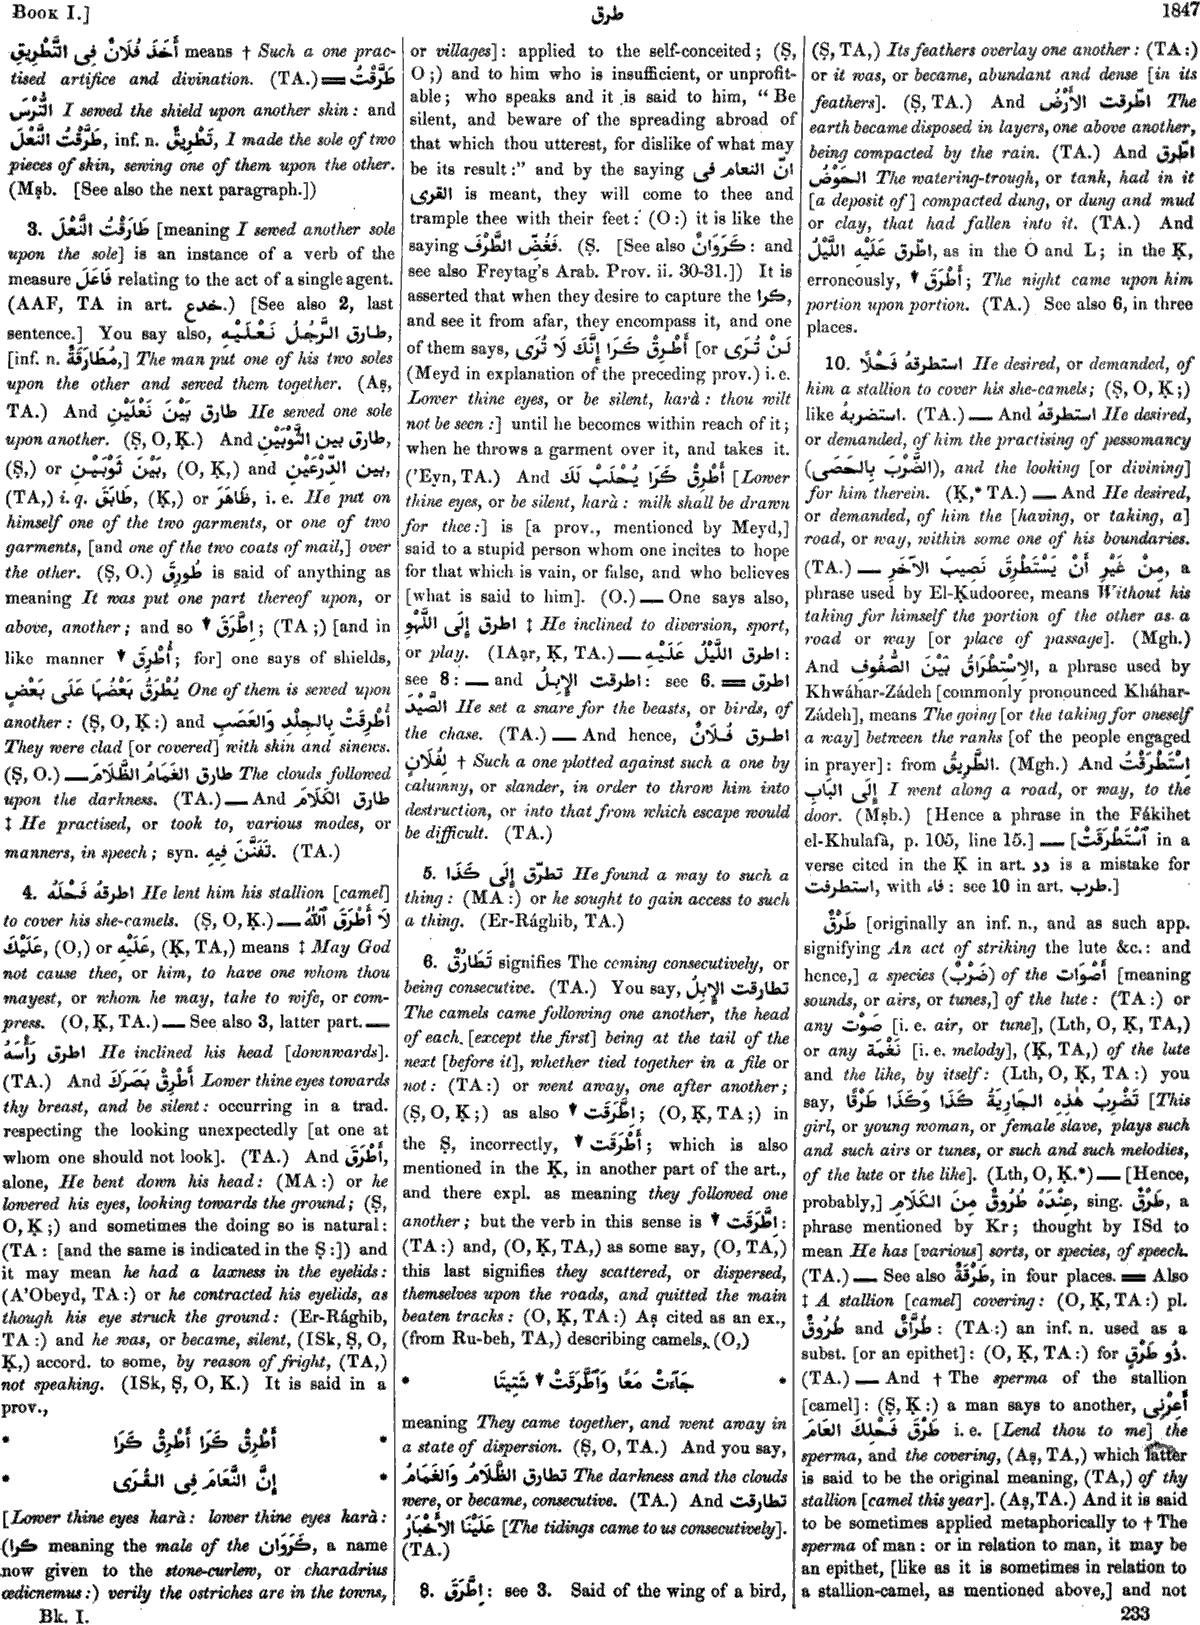 Book I.]
طرق
1847
أَخَذَ فُلَانٌ فِى التَّطْرِيقِ means † Such a one prac-
tised artifice and divination. (TA.) ═ طَرَّقْتُ
التُّرْسَ I sewed the shield upon another skin: and
طَرَّقْتُ النَّعْلَ, inf. n. تَطْرِيقٌ, I made the sole of two
pieces of skin, sewing one of them upon the other.
(Mṣb. [See also the next paragraph.])
3. طَارَقْتُ النَّعْلَ [meaning I sewed another sole
upon the sole] is an instance of a verb of the
measure فَاعَلَ relating to the act of a single agent.
(AAF, TA in art. خدع.) [See also 2, last
sentence.] You say also, طارق الرَّجُلُ نَعْلَيْهِ,
[inf. n. مُطَارَقَةٌ,] The man put one of his two soles
upon the other and sewed them together. (Aṣ,
TA.) And طارق بَيْنَ نَعْلَيْنِ He sewed one sole
upon another. (Ṣ, O, Ḳ.) And طارق بين الثَّوْبَيْنِ,
(Ṣ,) or بَيْنَ ثَوْبَيْنِ, (O, Ḳ,) and بين الدِّرْعَيْنِ,
(TA,) i. q. طَابَقَ, (Ḳ,) or ظَاهَرَ, i. e. He put on
himself one of the two garments, or one of two
garments, [and one of the two coats of mail,] over
the other. (Ṣ, O.) طُورِقَ is said of anything as
meaning It was put one part thereof upon, or
above, another; and so ▼ اِطَّرَقَ; (TA;) [and in
like manner ▼ أُطْرِقَ; for] one says of shields,
يُطْرَقُ بَعْضُهَا عَلَى بَعْضٍ One of them is sewed upon
another: (Ṣ, O, Ḳ:) and أُطْرِقَتْ بِالجِلْدِ وَالعَصَبِ
They were clad [or covered] with skin and sinews.
(Ṣ, O.) — طارق الغَمَامُ الظَّلَامَ The clouds followed
upon the darkness. (TA.) — And طارق الكَلَامَ
‡ He practised, or took to, various modes, or
manners, in speech; syn. تَفَنَّنَ فِيهِ. (TA.)
4. اطرقهُ فَحْلَهُ He lent him his stallion [camel]
to cover his she-camels. (Ṣ, O, Ḳ.) — لَا أَطْرَقَ ٱللّٰهُ
عَلَيْكَ, (O,) or عَلَيْهِ, (Ḳ, TA,) means ‡ May God
not cause thee, or him, to have one whom thou
mayest, or whom he may, take to wife, or com-
press. (O, Ḳ, TA.) — See also 3, latter part. —
اطرق رَأْسَهُ He inclined his head [downwards].
(TA.) And أَطْرِقْ بَصَرَكَ Lower thine eyes towards
thy breast, and be silent: occurring in a trad.
respecting the looking unexpectedly [at one at
whom one should not look]. (TA.) And أَطْرَقَ,
alone, He bent down his head: (MA:) or he
lowered his eyes, looking towards the ground; (Ṣ,
O, Ḳ;) and sometimes the doing so is natural:
(TA: [and the same is indicated in the Ṣ:]) and
it may mean he had a laxness in the eyelids:
(A'Obeyd, TA:) or he contracted his eyelids, as
though his eye struck the ground: (Er-Rághib,
TA:) and he was, or became, silent, (ISk, Ṣ, O,
Ḳ,) accord. to some, by reason of fright, (TA,)
not speaking. (ISk, Ṣ, O, K.) It is said in a
prov.,
* أَطْرِقْ كَرَا أَطْرِقْ كَرَا *
* إِنَّ النَّعَامَ فِى القُرَى *
[Lower thine eyes karà: lower thine eyes karà:
(كرا meaning the male of the كَرَوَان, a name
now given to the stone-curlew, or charadrius
œdicnemus:) verily the ostriches are in the towns,
Bk. I.
or villages]: applied to the self-conceited; (Ṣ,
O;) and to him who is insufficient, or unprofit-
able; who speaks and it is said to him, "Be
silent, and beware of the spreading abroad of
that which thou utterest, for dislike of what may
be its result:" and by the saying انّ النعام فى
القرى is meant, they will come to thee and
trample thee with their feet: (O:) it is like the
saying فَغُضِّ الطَّرْفَ. (Ṣ. [See also كَرَوَانٌ: and
see also Freytag's Arab. Prov. ii. 30-31.]) It is
asserted that when they desire to capture the كرا,
and see it from afar, they encompass it, and one
of them says, أَطْرِقْ كَرَا إِنَّكَ لَا تُرَى [or لَنْ تُرَى
(Meyd in explanation of the preceding prov.) i. e.
Lower thine eyes, or be silent, karà: thou wilt
not be seen:] until he becomes within reach of it;
when he throws a garment over it, and takes it.
('Eyn, TA.) And أَطْرِقْ كَرَا يُحْلَبْ لَكَ [Lower
thine eyes, or be silent, karà: milk shall be drawn
for thee:] is [a prov., mentioned by Meyd,]
said to a stupid person whom one incites to hope
for that which is vain, or false, and who believes
[what is said to him]. (O.) — One says also,
اطرق إِلَى اللَّهْوِ ‡ He inclined to diversion, sport,
or play. (IAạr, Ḳ, TA.) — اطرق اللَّيْلُ عَلَيْهِ:
see 8: — and اطرقت الإِبِلُ: see 6. ═ اطرق
الصَّيْدَ He set a snare for the beasts, or birds, of
the chase. (TA.) — And hence, اطرق فُلَانٌ
لِفُلَانٍ † Such a one plotted against such a one by
calumny, or slander, in order to throw him into
destruction, or into that from which escape would
be difficult. (TA.)
5. تطرّق إِلَى كَذَا He found a way to such a
thing: (MA:) or he sought to gain access to such
a thing. (Er-Rághib, TA.)
6. تَطَارُقٌ signifies The coming consecutively, or
being consecutive. (TA.) You say, تطارقت الإِبِلُ
The camels came following one another, the head
of each [except the first] being at the tail of the
next [before it], whether tied together in a file or
not: (TA:) or went away, one after another;
(Ṣ, O, Ḳ;) as also ▼ اِطَّرَقَت; (O, Ḳ, TA;) in
the Ṣ, incorrectly, ▼ أَطْرَقَت; which is also
mentioned in the Ḳ, in another part of the art.,
and there expl. as meaning they followed one
another; but the verb in this sense is ▼ اِطَّرَقَت:
(TA:) and, (O, Ḳ, TA,) as some say, (O, TA,)
this last signifies they scattered, or dispersed,
themselves upon the roads, and quitted the main
beaten tracks: (O, Ḳ, TA:) Aṣ cited as an ex.,
(from Ru-beh, TA,) describing camels, (O,)
* جَآءَتْ مَعًا وَٱطَّرَقَتْ ▼ شَتِيتَا *
meaning They came together, and went away in
a state of dispersion. (Ṣ, O, TA.) And you say,
تطارق الظَّلَامُ وَالغَمَامُ The darkness and the clouds
were, or became, consecutive. (TA.) And تطارقت
عَلَيْنَا الأَخْبَارُ [The tidings came to us consecutively].
(TA.)
8. اِطَّرَقَ: see 3. Said of the wing of a bird,
(Ṣ, TA,) Its feathers overlay one another: (TA:)
or it was, or became, abundant and dense [in its
feathers]. (Ṣ, TA.) And اطّرقت الأَرْضُ The
earth became disposed in layers, one above another,
being compacted by the rain. (TA.) And اطّرق
الحَوْضُ The watering-trough, or tank, had in it
[a deposit of] compacted dung, or dung and mud
or clay, that had fallen into it. (TA.) And
اطّرق عَلَيْهِ اللَّيْلُ, as in the O and L; in the Ḳ,
erroneously, ▼ أَطْرَقَ; The night came upon him
portion upon portion. (TA.) See also 6, in three
places.
10. استطرقهُ فَحْلًا He desired, or demanded, of
him a stallion to cover his she-camels; (Ṣ, O, Ḳ;)
like استضربهُ. (TA.) — And استطرقهُ He desired,
or demanded, of him the practising of pessomancy
(الضَّرْبَ بِالحَصَى), and the looking [or divining]
for him therein. (Ḳ,* TA.) — And He desired,
or demanded, of him the [having, or taking, a]
road, or way, within some one of his boundaries.
(TA.) — مِنْ غَيْرِ أَنْ يَسْتَطْرِقَ نَصِيبَ الآخَرِ, a
phrase used by El-Ḳudooree, means Without his
taking for himself the portion of the other as a
road or way [or place of passage]. (Mgh.)
And الاِسْتِطْرَاقُ بَيْنَ الصُّفُوفِ, a phrase used by
Khwáhar-Zádeh [commonly pronounced Kháhar-
Zádeh], means The going [or the taking for oneself
a way] between the ranks [of the people engaged
in prayer]: from الطَّرِيقُ. (Mgh.) And اِسْتَطْرَقْتُ
إِلَى البَابِ I went along a road, or way, to the
door. (Mṣb.) [Hence a phrase in the Fákihet
el-Khulafà, p. 105, line 15.] — [ٱسْتَطْرَقَتْ in a
verse cited in the Ḳ in art. دد is a mistake for
استطرفت, with فاء: see 10 in art. طرب.]
طَرْقٌ [originally an inf. n., and as such app.
signifying An act of striking the lute &c.: and
hence,] a species (ضَرْبٌ) of the أَصْوَات [meaning
sounds, or airs, or tunes,] of the lute: (TA:) or
any صَوْت [i. e. air, or tune], (Lth, O, Ḳ, TA,)
or any نَغْمَة [i. e. melody], (Ḳ, TA,) of the lute
and the like, by itself: (Lth, O, Ḳ, TA:) you
say, تَضْرِبُ هٰذِهِ الجَارِيَةُ كَذَا وَكَذَا طَرْقًا [This
girl, or young woman, or female slave, plays such
and such airs or tunes, or such and such melodies,
of the lute or the like]. (Lth, O, Ḳ.*) — [Hence,
probably,] عِنْدَهُ طُرُوقٌ مِنَ الكَلَامِ, sing. طَرْقٌ, a
phrase mentioned by Kr; thought by ISd to
mean He has [various] sorts, or species, of speech.
(TA.) — See also طَرْقَةٌ, in four places. ═ Also
‡ A stallion [camel] covering: (O, Ḳ, TA:) pl.
طُرُوقٌ and طُرَّاقٌ: (TA:) an inf. n. used as a
subst. [or an epithet]: (O, Ḳ, TA:) for ذُو طَرْقٍ.
(TA.) — And † The sperma of the stallion
[camel]: (Ṣ, Ḳ:) a man says to another, أَعِرْنِى
طَرْقَ فَحْلِكَ العَامَ i. e. [Lend thou to me] the
sperma, and the covering, (Aṣ, TA,) which latter
is said to be the original meaning, (TA,) of thy
stallion [camel this year]. (Aṣ, TA.) And it is said
to be sometimes applied metaphorically to † The
sperma of man: or in relation to man, it may be
an epithet, [like as it is sometimes in relation to
a stallion-camel, as mentioned above,] and not
233